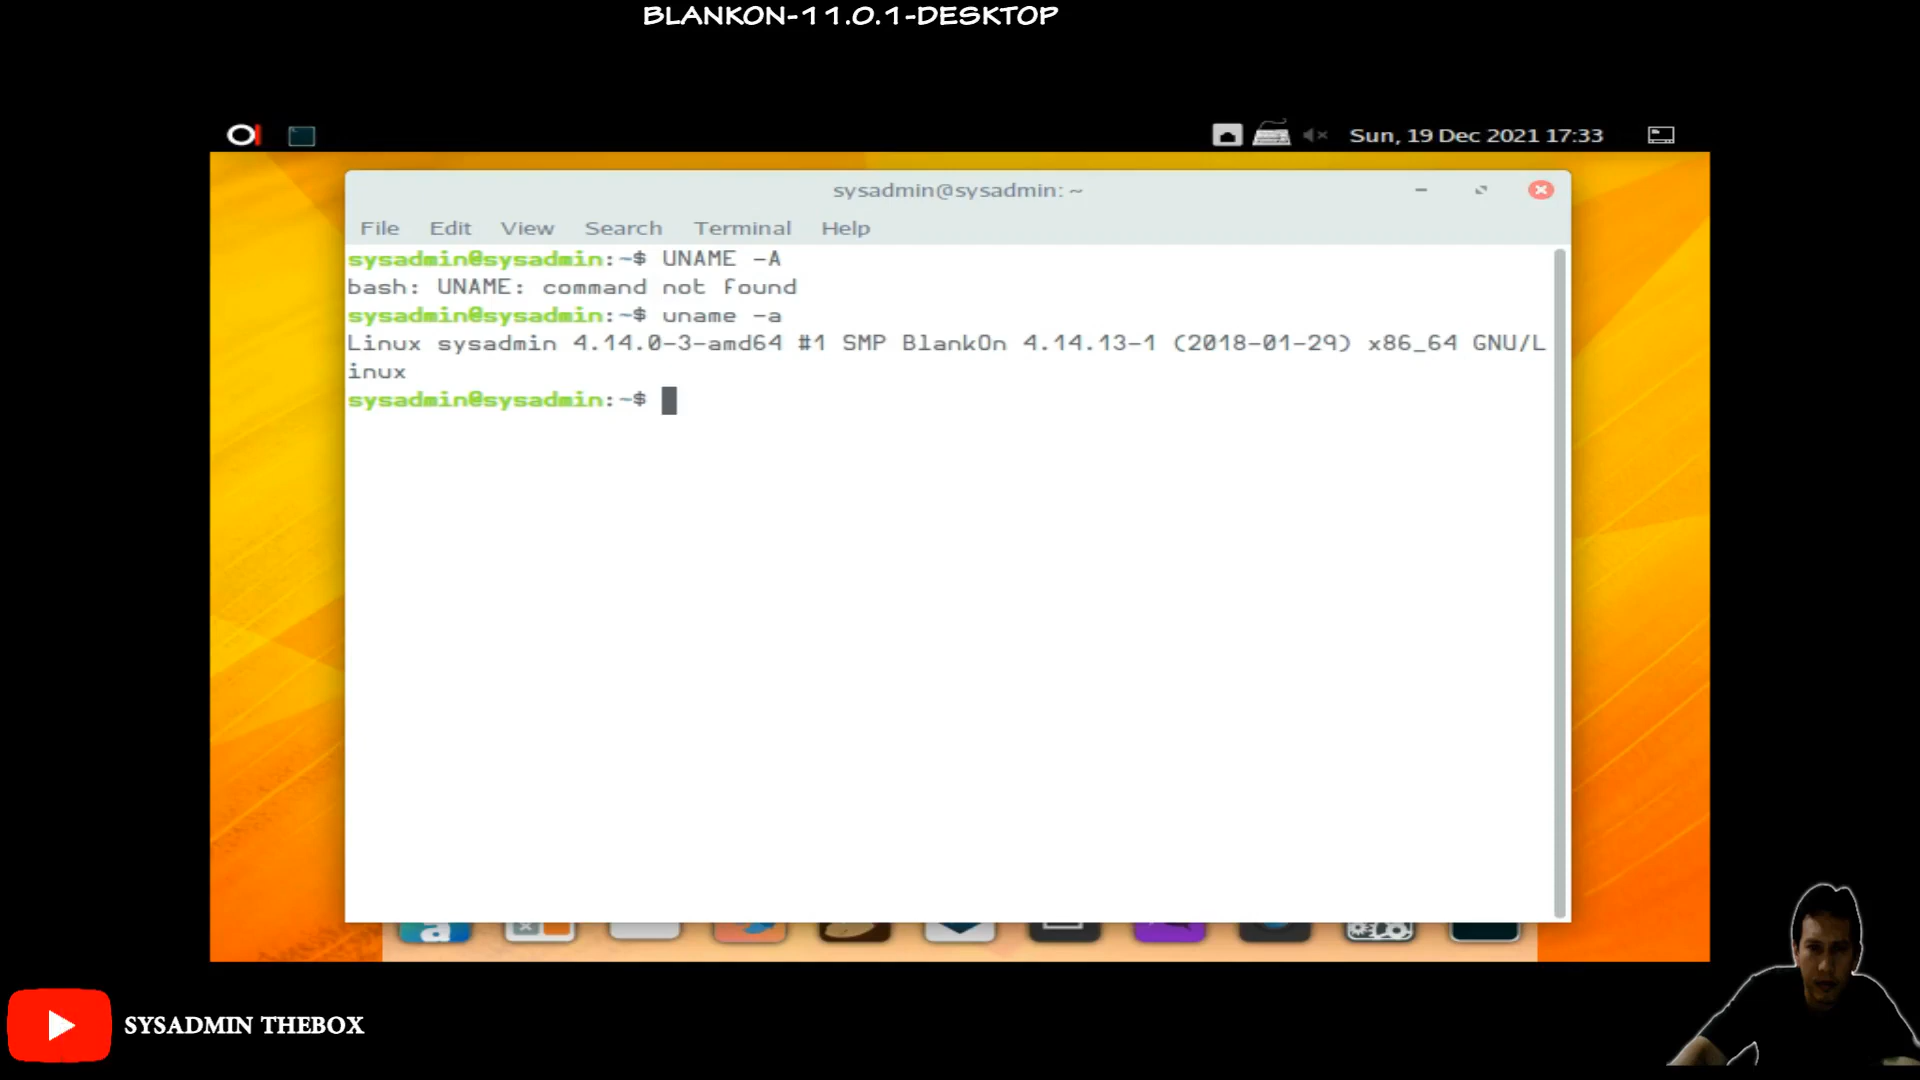 BLANKON-11.0.1-DESKTOP
Sun, 19 Dec 2021 17:33
sysadmin@sysadmin: ~
File Edit View Search Terminal Help
sysadmin@sysadmin:~$ UNAME -A
bash: UNAME: command not found
sysadmin@sysadmin:~$ uname -a
Linux sysadmin 4.14.0-3-amd64 #1 SMP BlankOn 4.14.13-1 (2018-01-29) x86_64 GNU/L
inux
sysadmin@sysadmin:~$
a
SYSADMIN THEBOX